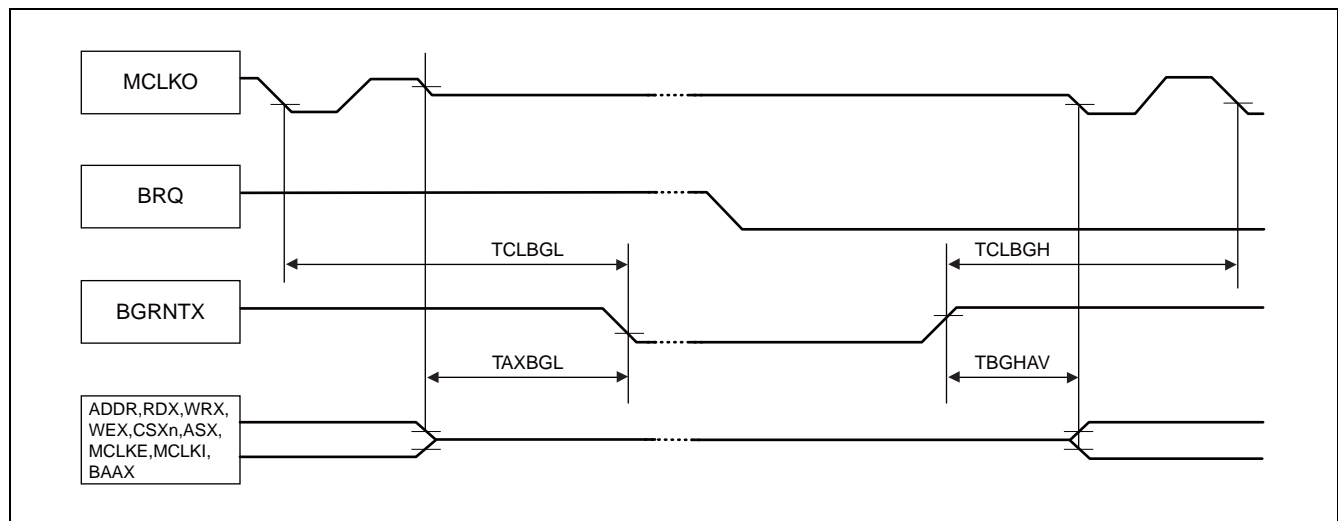 MCLKO
BRQ
TCLBGL
TCLBGH
BGRNTX
TAXBGL
TBGHAV
ADDR,RDX,WRX,
WEX,CSXn,ASX,
MCLKE,MCLKI,
BAAX